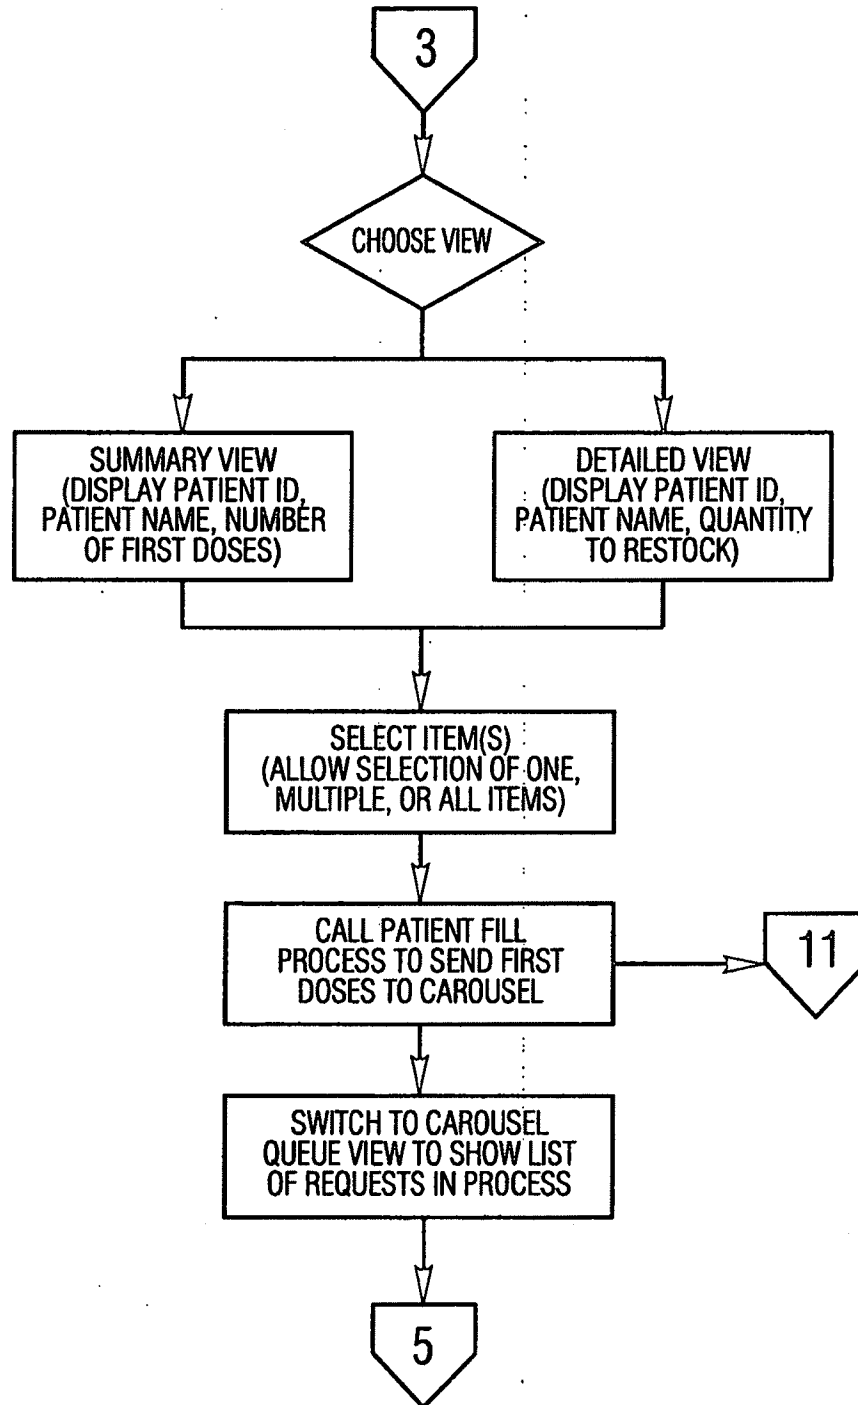 3
CHOOSE VIEW
SUMMARY VIEW
(DISPLAY PATIENT ID,
PATIENT NAME, NUMBER
OF FIRST DOSES)
DETAILED VIEW
(DISPLAY PATIENT ID,
PATIENT NAME, QUANTITY
TO RESTOCK)
SELECT ITEM(S)
(ALLOW SELECTION OF ONE,
MULTIPLE, OR ALL ITEMS)
CALL PATIENT FILL
PROCESS TO SEND FIRST
DOSES TO CAROUSEL
11
SWITCH TO CAROUSEL
QUEUE VIEW TO SHOW LIST
OF REQUESTS IN PROCESS
5